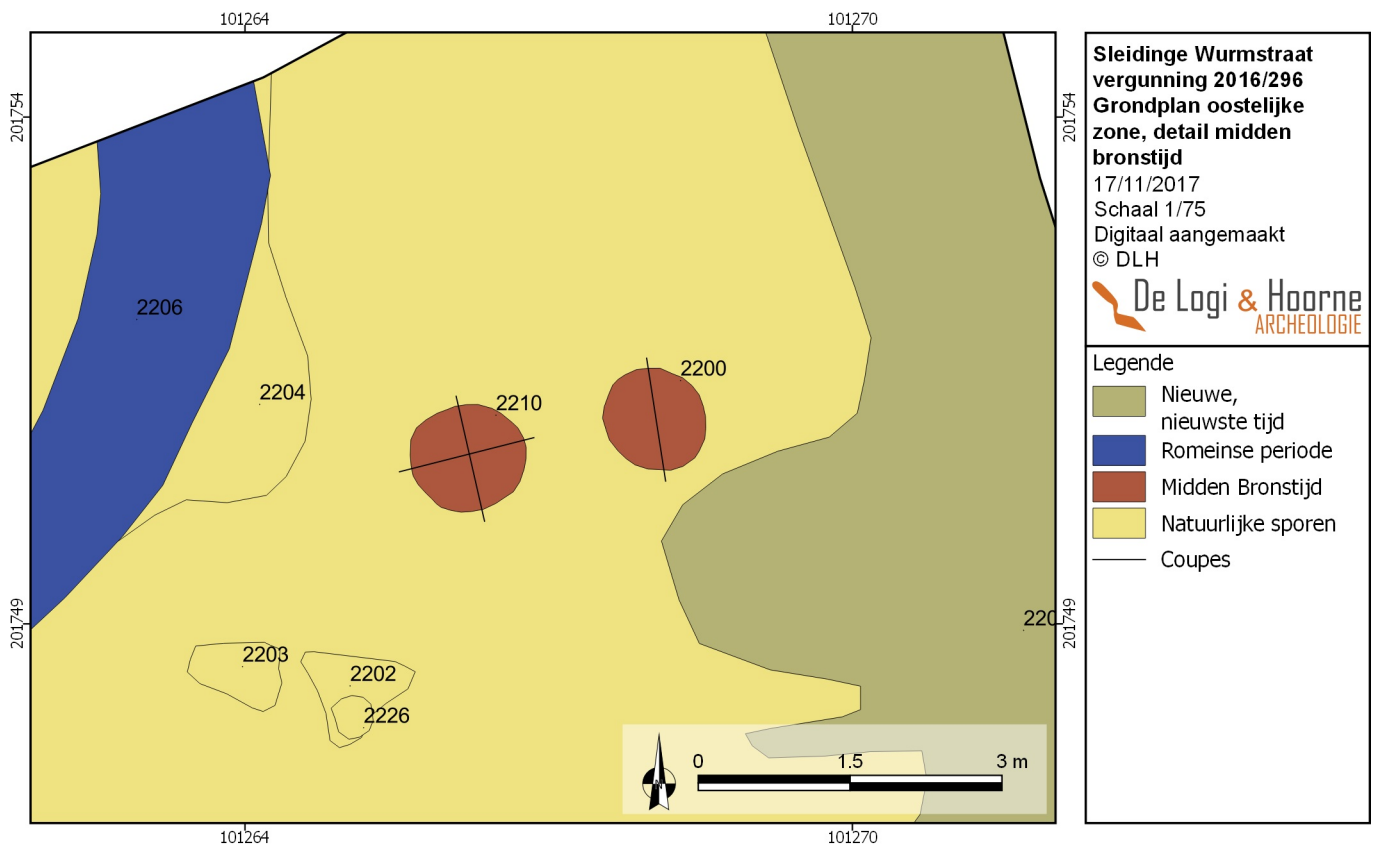 101264
101270
201754
201754
2206
2204
2210
2200
201749
201749
220
2203
2202
2226
0
1.5
3 m
N
101264
101270
Sleidinge Wurmstraat
vergunning 2016/296
Grondplan oostelijke
zone, detail midden
bronstijd
17/11/2017
Schaal 1/75
Digitaal aangemaakt
© DLH
De Logi & Hoorne
ARCHEOLOGIE
Legende
Nieuwe,
nieuwste tijd
Romeinse periode
Midden Bronstijd
Natuurlijke sporen
Coupes